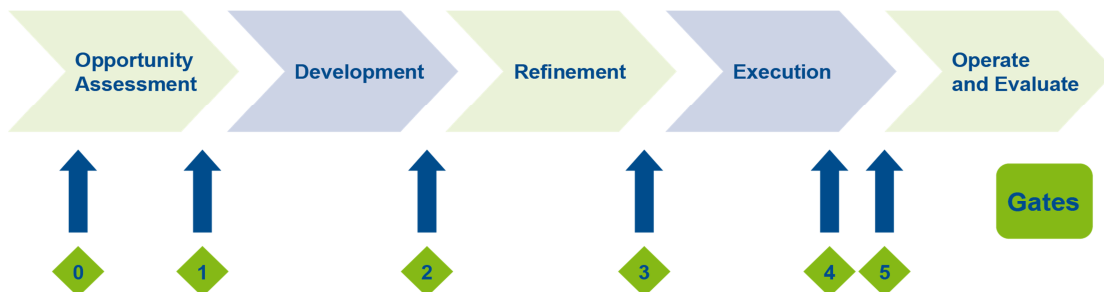 Opportunity
Assessment
Development
Refinement
Execution
Operate
and Evaluate
Gates
0
1
2
3
4
5